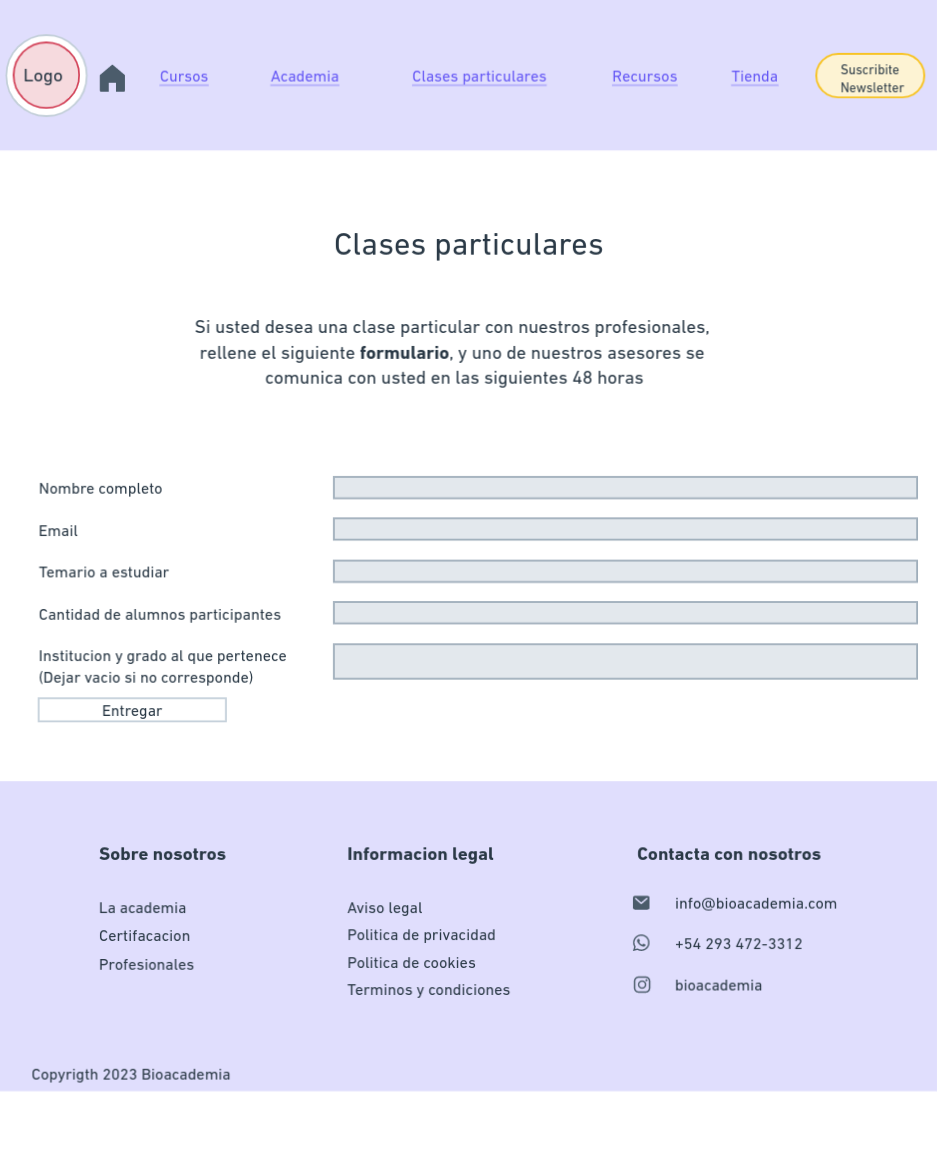 Logo
Cursos
Academia
Clases particulares
Recursos
Tienda
Suscribite
Newsletter
Clases particulares
Si usted desea una clase particular con nuestros profesionales,
rellene el siguiente formulario, y uno de nuestros asesores se
comunica con usted en las siguientes 48 horas
Nombre completo
Email
Temario a estudiar
Cantidad de alumnos participantes
Institucion y grado al que pertenece
(Dejar vacio si no corresponde)
Entregar
Sobre nosotros
La academia
Certifacacion
Profesionales
Informacion legal
Aviso legal
Politica de privacidad
Politica de cookies
Terminos y condiciones
Contacta con nosotros
info@bioacademia.com
+54 293 472-3312
bioacademia
Copyrigth 2023 Bioacademia